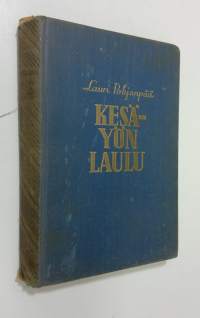 Lauri Pohjanpää
KESÄ-
YÖN
LAULU